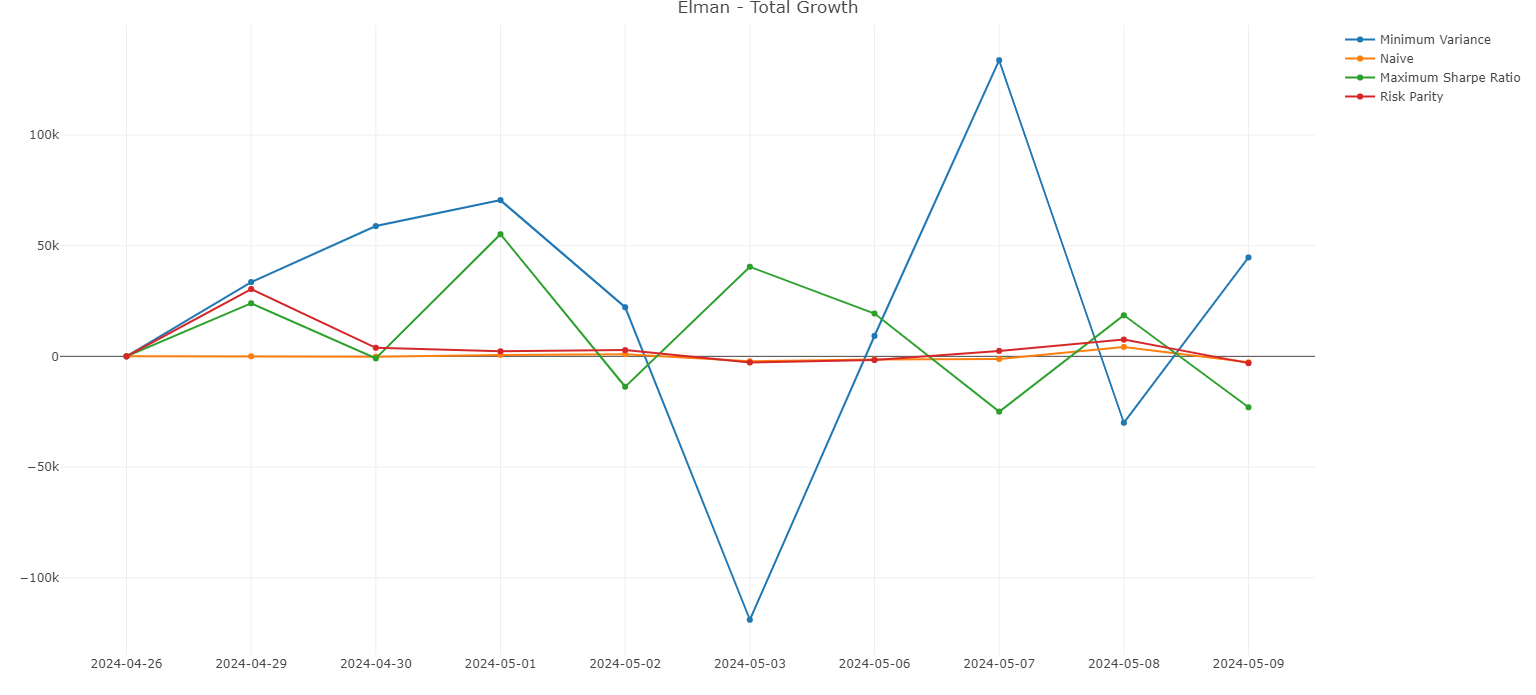 Elman - Total Growth
Minimum Variance
Naive
Maximum Sharpe Ratio
Risk Parity
100k
50k
0
−50k
−100k
2024-04-26 2024-04-29 2024-04-30 2024-05-01 2024-05-02 2024-05-03 2024-05-06 2024-05-07 2024-05-08 2024-05-09